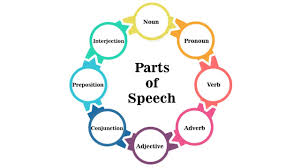 Noun
Pronoun
Verb
Adverb
Adjective
Conjunction
Preposition
Interjection
Parts
of
Speech